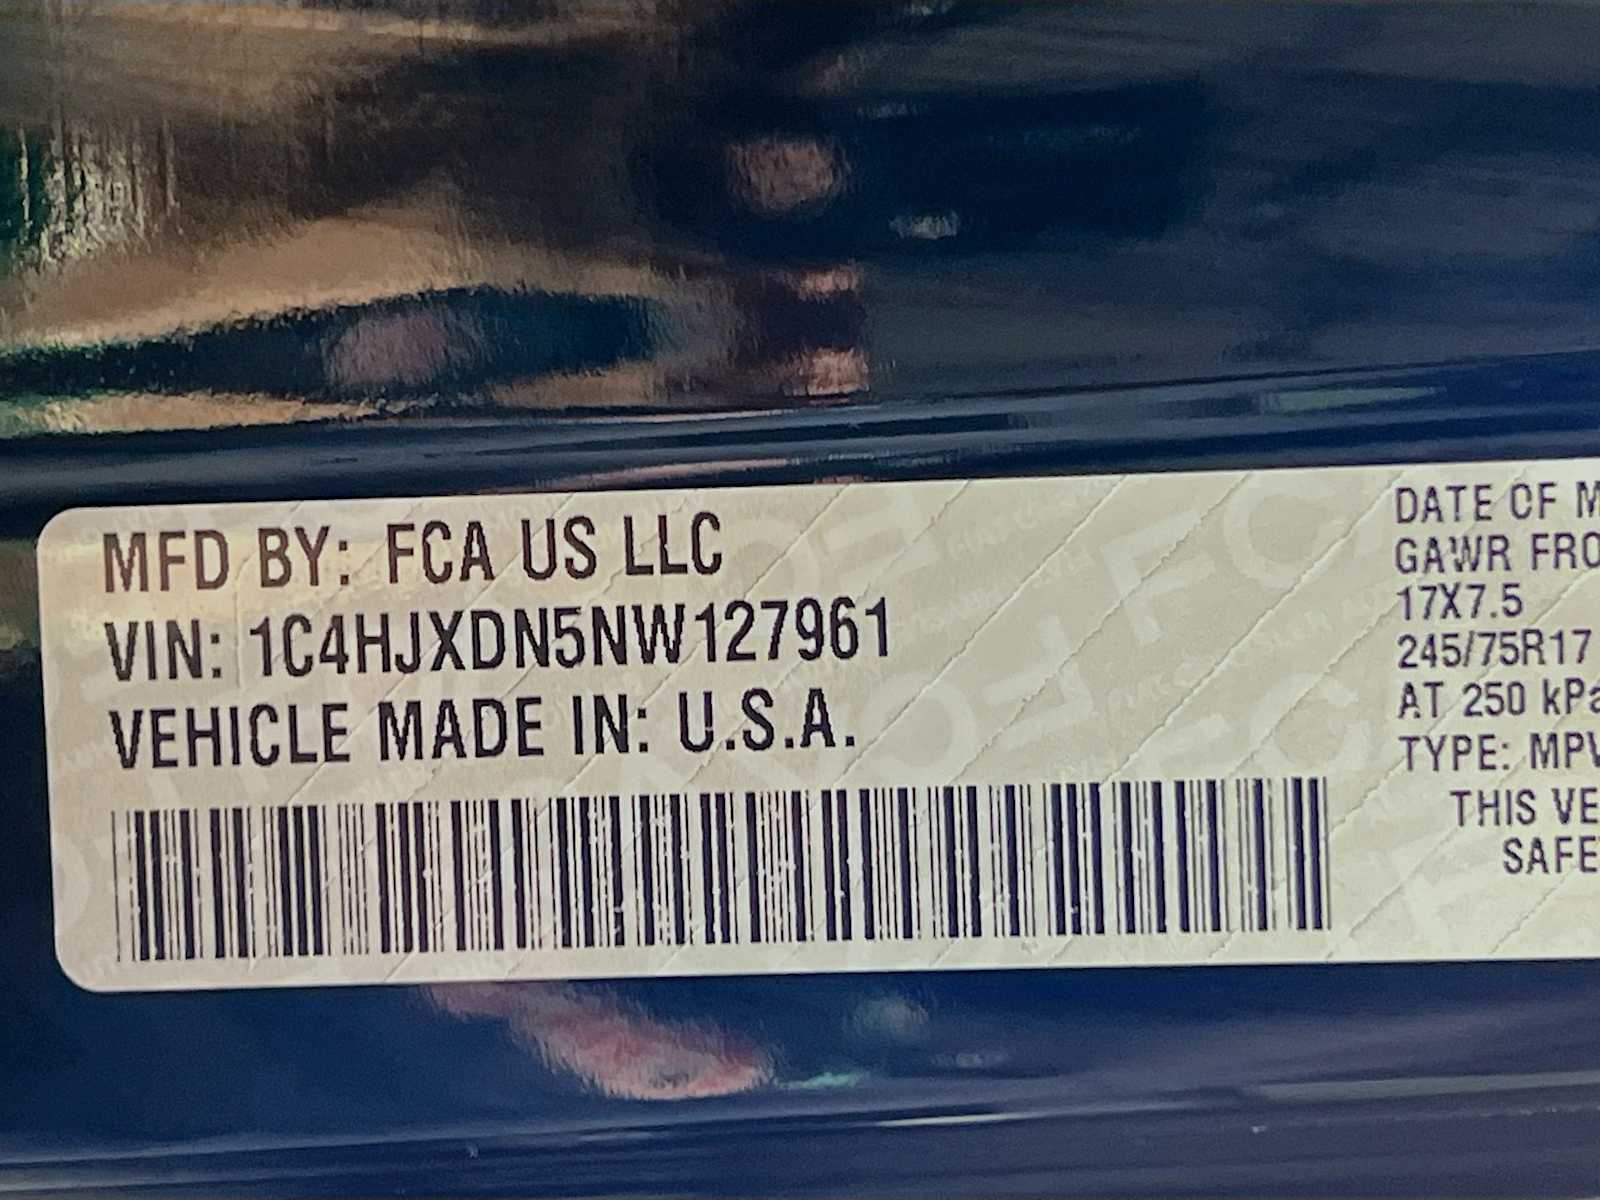 MFD BY: FCA US LLC
VIN: 1C4HJXDN5NW127961
VEHICLE MADE IN: U.S.A.
DATE OF M
GAWR FRO
17X7.5
245/75R17
AT 250 kPa
TYPE: MPV
THIS VE
SAFE